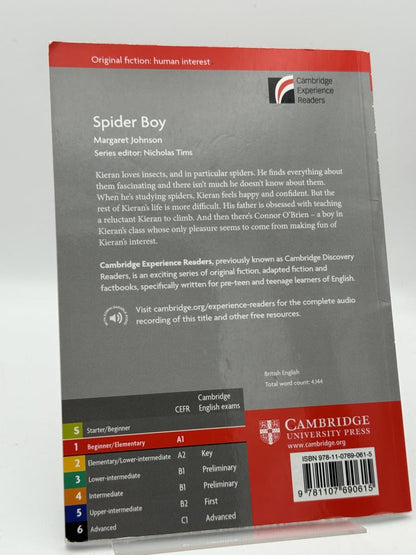 Original fiction: human interest
Cambridge
Experience
Readers
Spider Boy
Margaret Johnson
Series editor: Nicholas Tims
Kieran loves insects, and in particular spiders. He finds everything about
them fascinating and there isn't much he doesn't know about them.
When he's studying spiders, Kieran feels happy and confident. But the
rest of Kieran's life is more difficult. His father is obsessed with teaching
a reluctant Kieran to climb. And then there's Connor O'Brien – a boy in
Kieran's class whose only pleasure seems to come from making fun of
Kieran's interest.
Cambridge Experience Readers, previously known as Cambridge Discovery
Readers, is an exciting series of original fiction, adapted fiction and
factbooks, specifically written for pre-teen and teenage learners of English.
Visit cambridge.org/experience-readers for the complete audio
recording of this title and other free resources.
British English
Total word count: 4,144
CEFR
Cambridge
English exams
S Starter/Beginner
1 Beginner/Elementary A1
2 Elementary/Lower-intermediate A2 Key
3 Lower-intermediate B1 Preliminary
4 Intermediate B1 Preliminary
5 Upper-intermediate B2 First
6 Advanced C1 Advanced
CAMBRIDGE
UNIVERSITY PRESS
www.cambridge.org
ISBN 978-11-0769-061-5
9 781107 690615